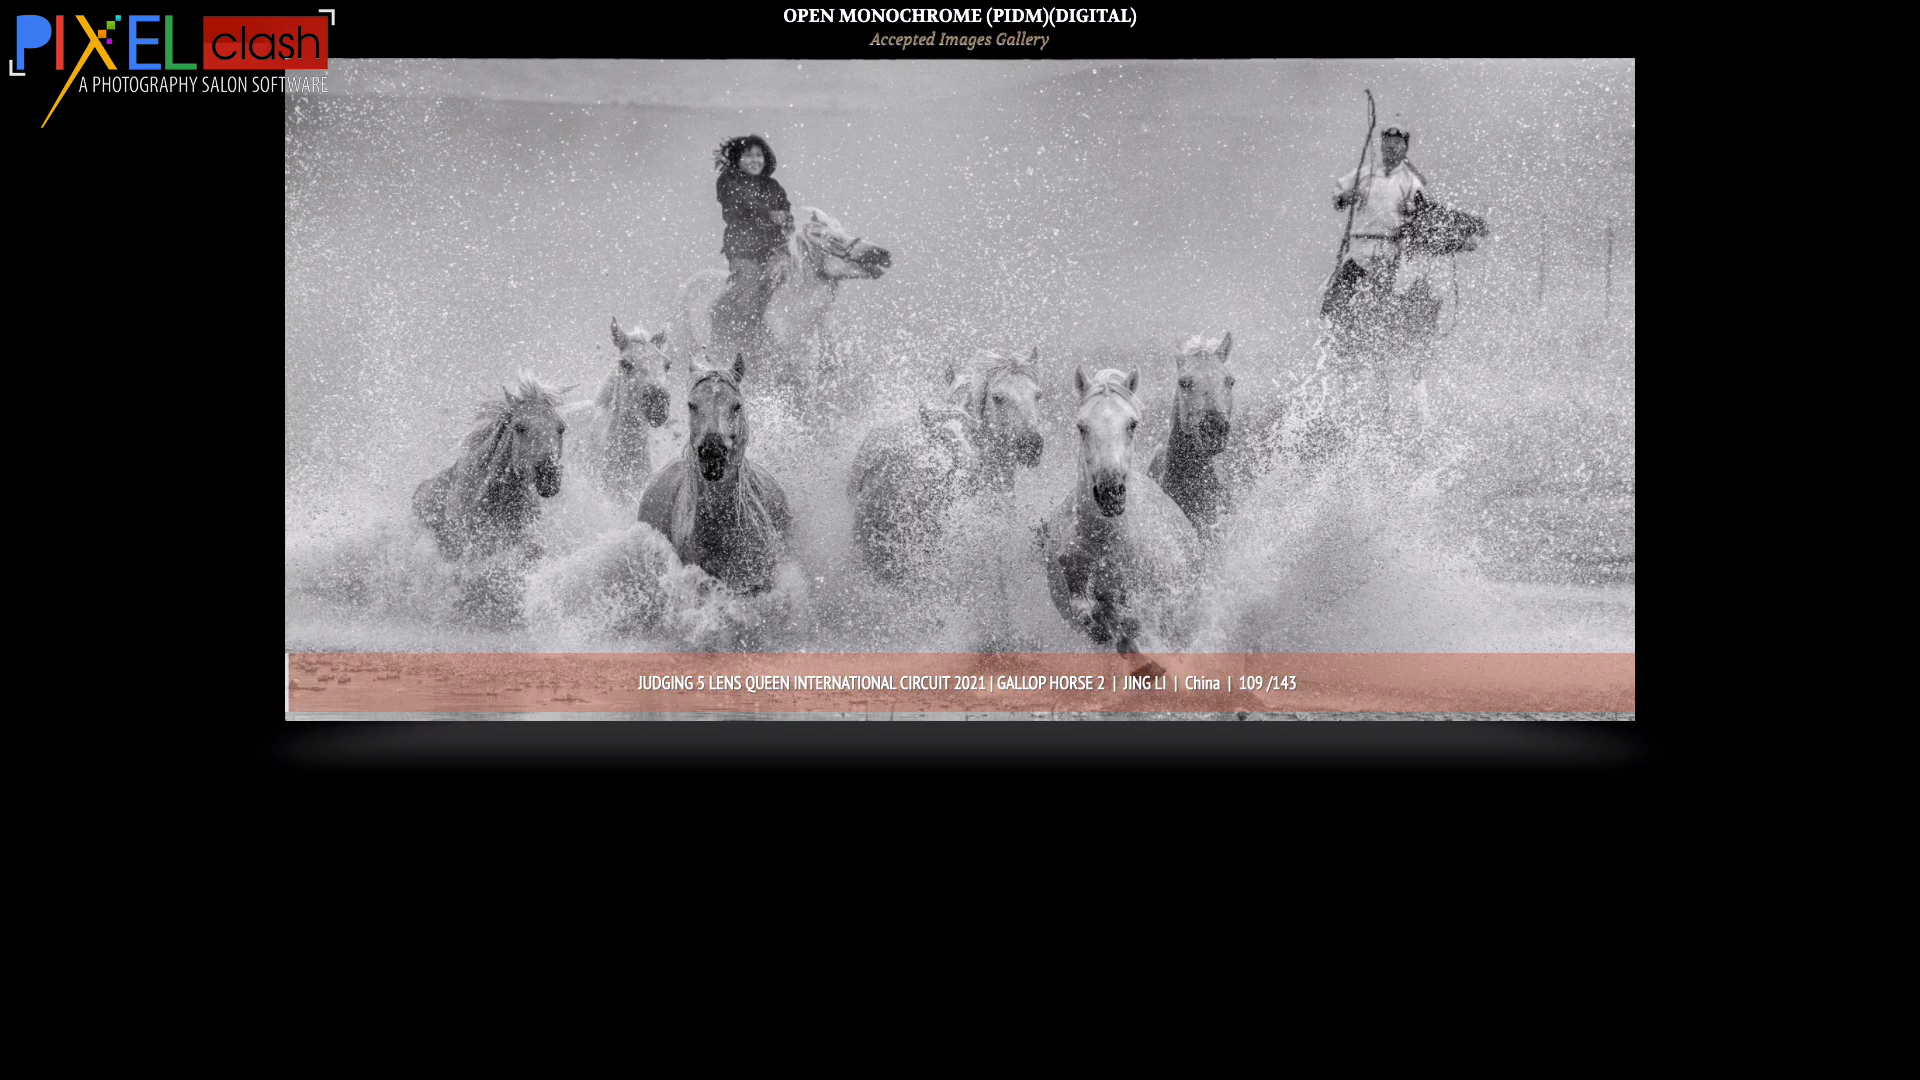 PIXEL clash
A PHOTOGRAPHY SALON SOFTWARE
OPEN MONOCHROME (PIDM)(DIGITAL)
Accepted Images Gallery
JUDGING 5 LENS QUEEN INTERNATIONAL CIRCUIT 2021 | GALLOP HORSE 2 | JING LI | China | 109 /143